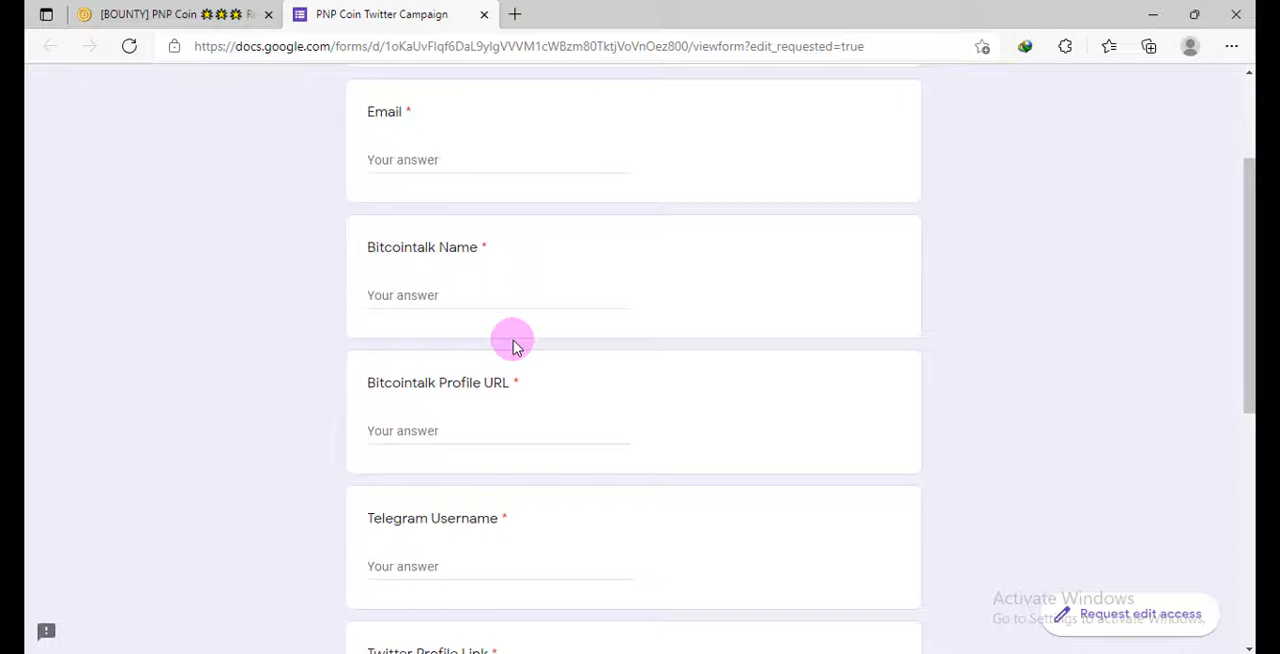 [BOUNTY] PNP Coin
PNP Coin Twitter Campaign
https://docs.google.com/forms/d/1oKaUvFIqf6DaL9yIgVVVM1cWBzm80TktjVoVnOez800/viewform?edit_requested=true
Email *
Your answer
Bitcointalk Name *
Your answer
Bitcointalk Profile URL *
Your answer
Telegram Username *
Your answer
Twitter Profile Link *
Activate Windows
Go to Settings to activate Windows.
Request edit access